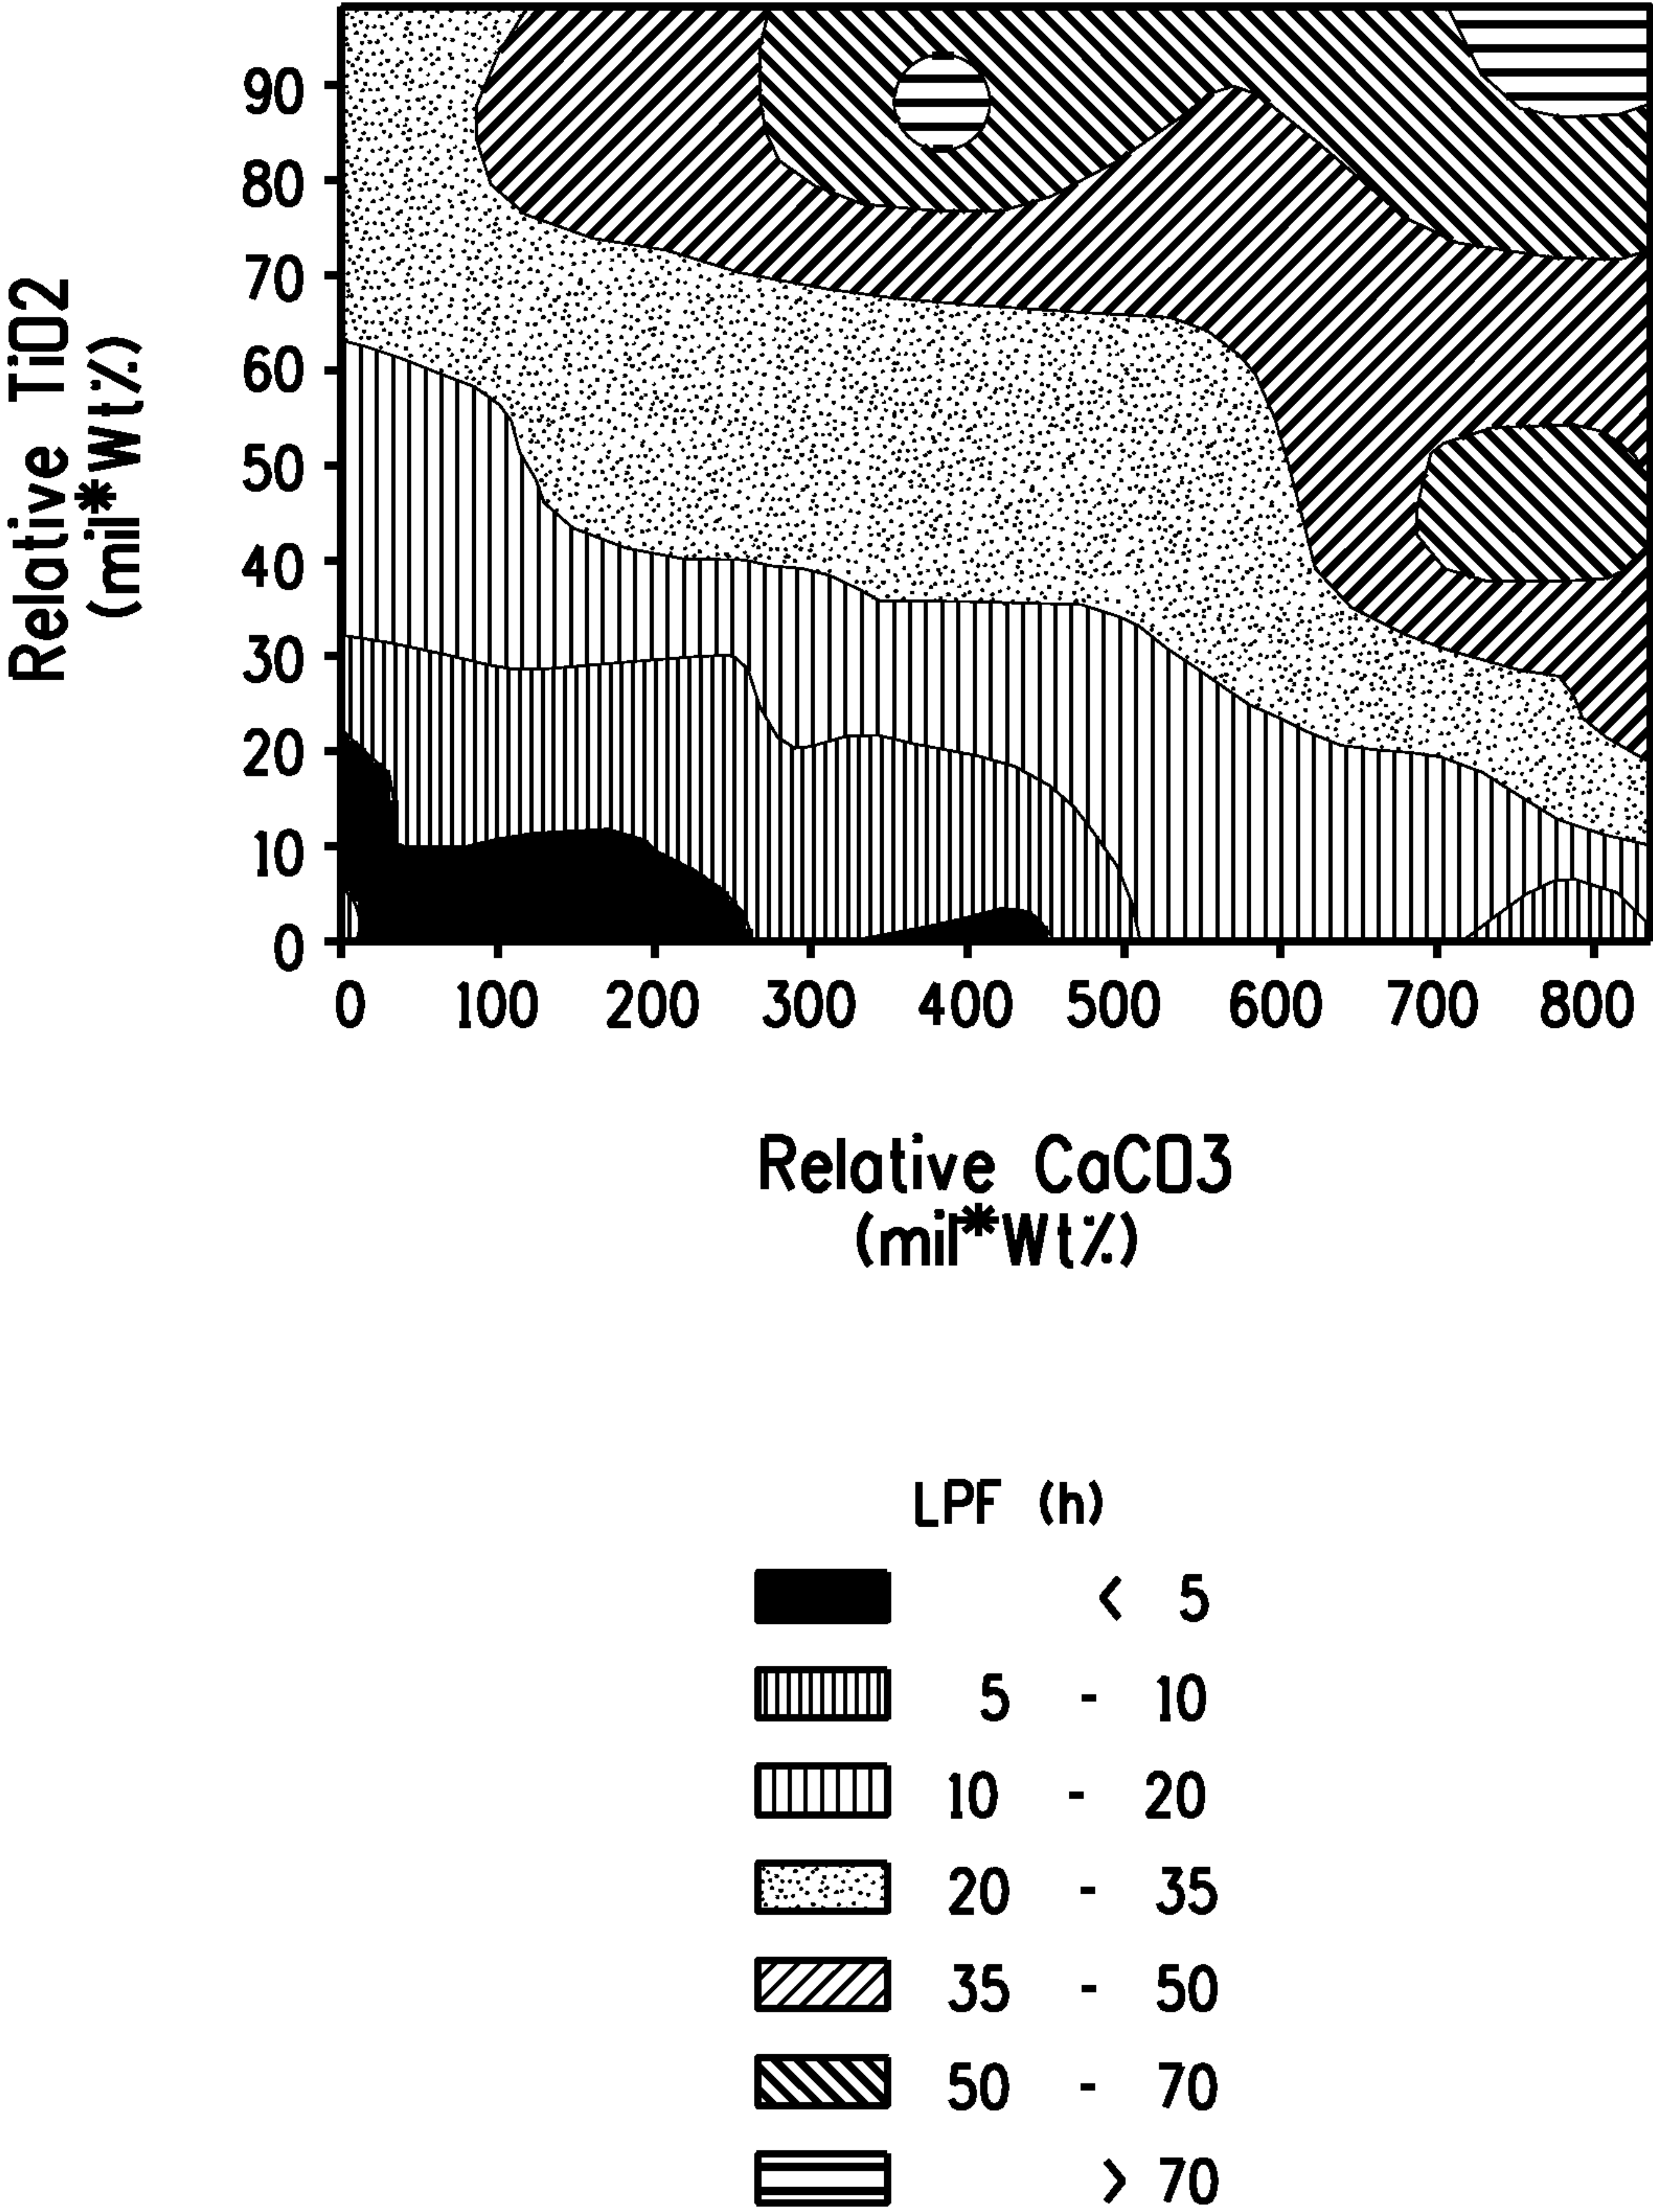 90
80
70
60
50
40
30
20
10
0
Relative TiO2
(mil*Wt%)
0 100 200 300 400 500 600 700 800
Relative CaCO3
(mil*Wt%)
LPF (h)
< 5
5 - 10
10 - 20
20 - 35
35 - 50
50 - 70
> 70